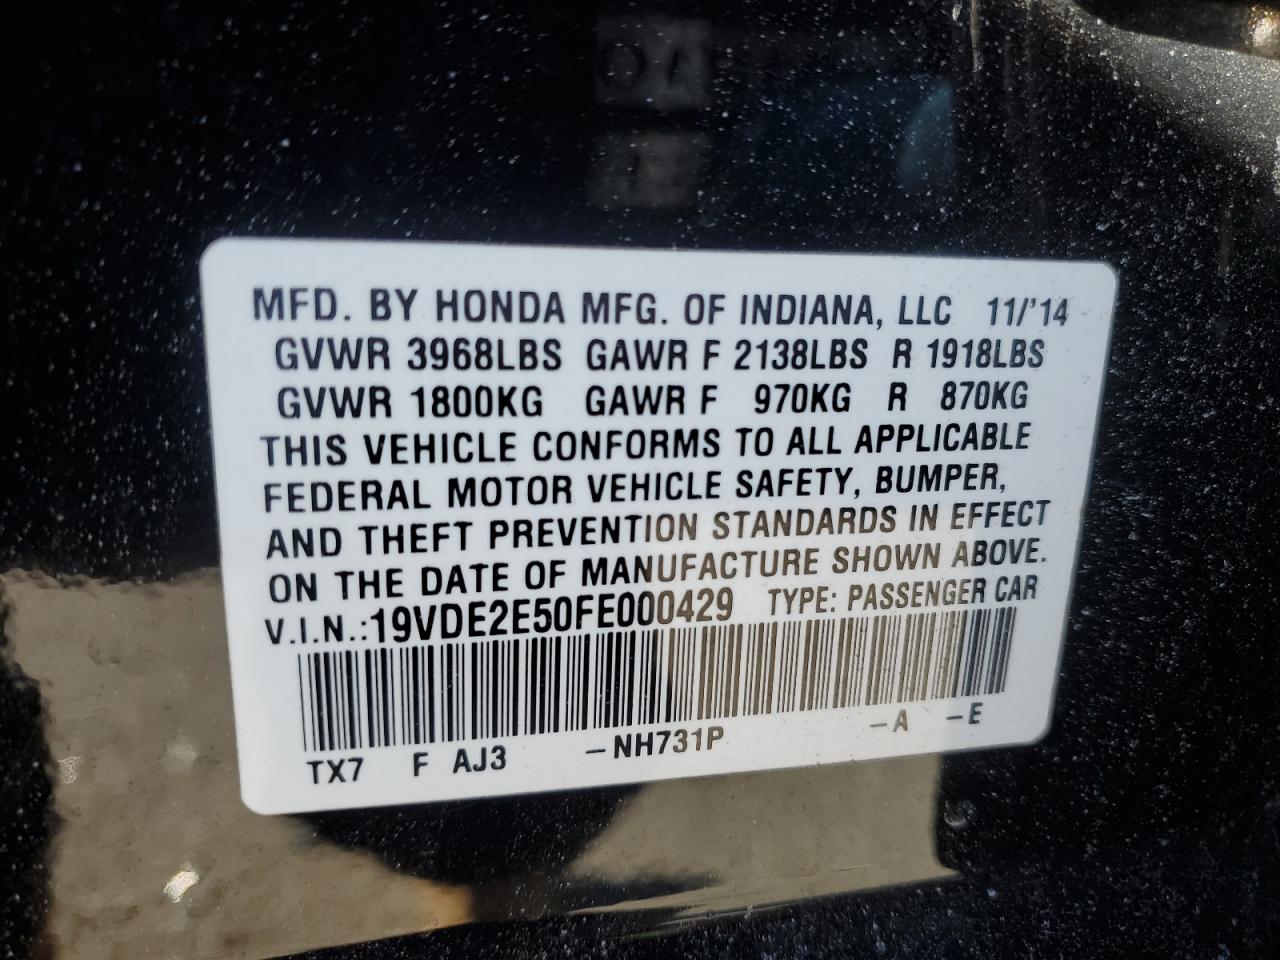 MFD. BY HONDA MFG. OF INDIANA, LLC 11/'14
GVWR 3968LBS GAWR F 2138LBS R 1918LBS
GVWR 1800KG GAWR F 970KG R 870KG
THIS VEHICLE CONFORMS TO ALL APPLICABLE
FEDERAL MOTOR VEHICLE SAFETY, BUMPER,
AND THEFT PREVENTION STANDARDS IN EFFECT
ON THE DATE OF MANUFACTURE SHOWN ABOVE.
V.I.N.:19VDE2E50FE000429 TYPE: PASSENGER CAR
TX7 F AJ3 -NH731P -A -E